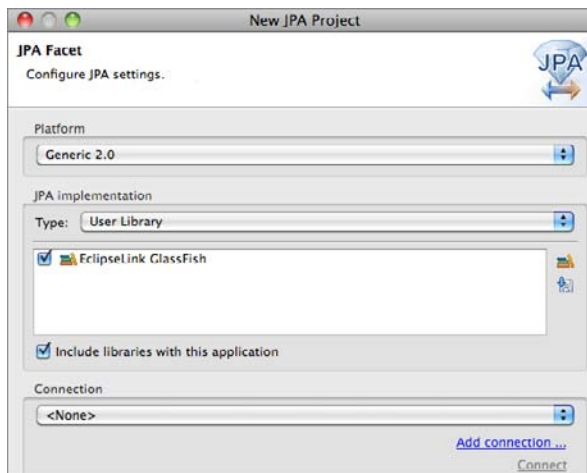 New JPA Project
JPA Facet
Configure JPA settings.
JPA
Platform
Generic 2.0
JPA implementation
Type: User Library
EclipseLink GlassFish
Include libraries with this application
Connection
<None>
Add connection ...
Connect